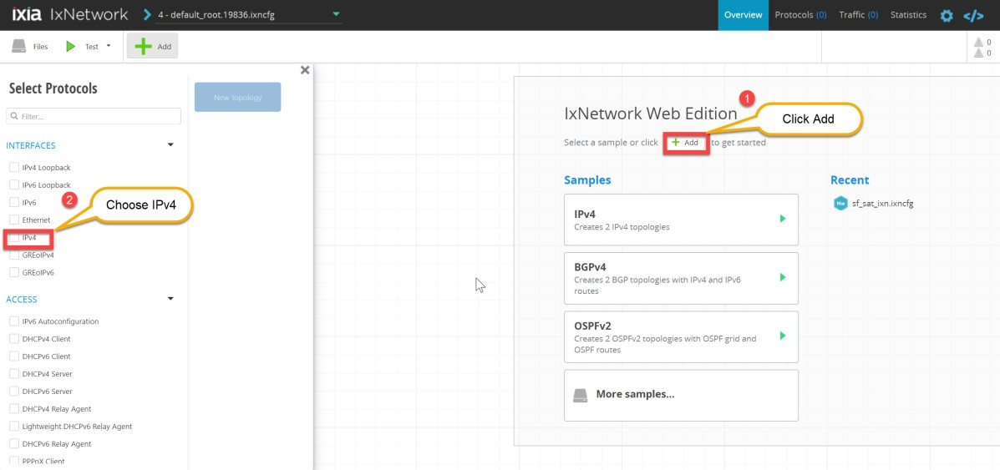 ixia IxNetwork
4 - default_root.19836.ixncfg
Overview
Protocols (0)
Traffic (0)
Statistics
</>
Files
Test
Add
0
0
Select Protocols
Filter...
INTERFACES
IPv4 Loopback
IPv6 Loopback
IPv6
Ethernet
IPv4
GREoIPv4
GREoIPv6
2
Choose IPv4
ACCESS
IPv6 Autoconfiguration
DHCPv4 Client
DHCPv6 Client
DHCPv4 Server
DHCPv6 Server
DHCPv4 Relay Agent
Lightweight DHCPv6 Relay Agent
DHCPv6 Relay Agent
PPPoX Client
New Topology
IxNetwork Web Edition
1
Click Add
Select a sample or click + Add to get started
Samples
IPv4
Creates 2 IPv4 topologies
BGPv4
Creates 2 BGP topologies with IPv4 and IPv6
routes
OSPFv2
Creates 2 OSPFv2 topologies with OSPF grid and
OSPF routes
More samples...
Recent
Nw sf_sat_ixn.ixncfg